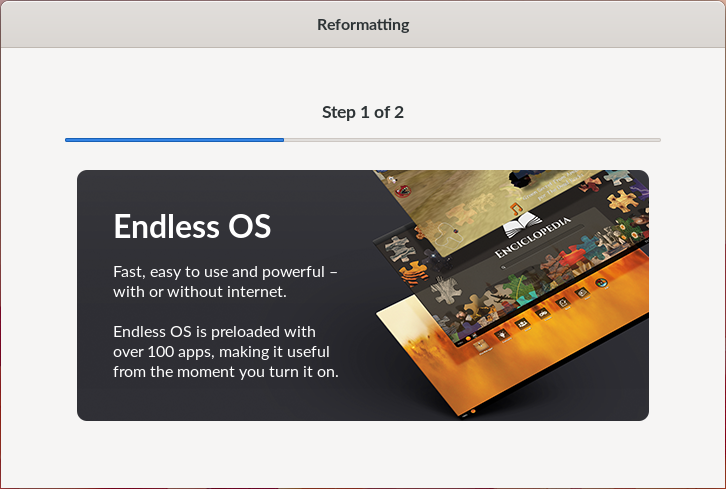 Reformatting
Step 1 of 2
Endless OS
Fast, easy to use and powerful –
with or without internet.
Endless OS is preloaded with
over 100 apps, making it useful
from the moment you turn it on.
ENCICLOPEDIA